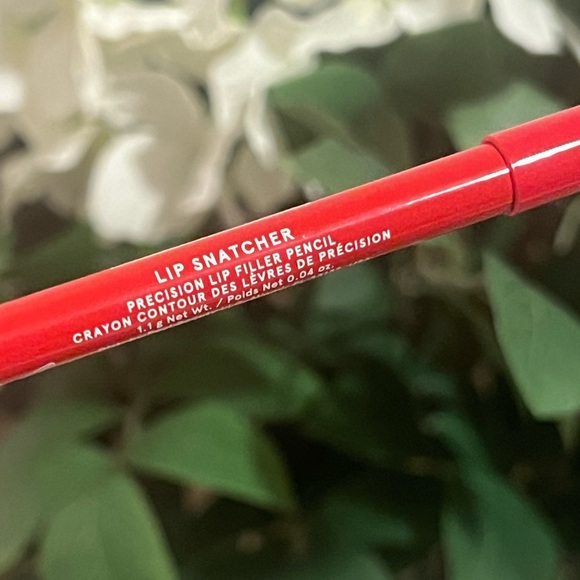 LIP SNATCHER
PRECISION LIP FILLER PENCIL
CRAYON CONTOUR DES LÈVRES DE PRÉCISION
1.1 g Net Wt. / Poids Net 0.04 oz.